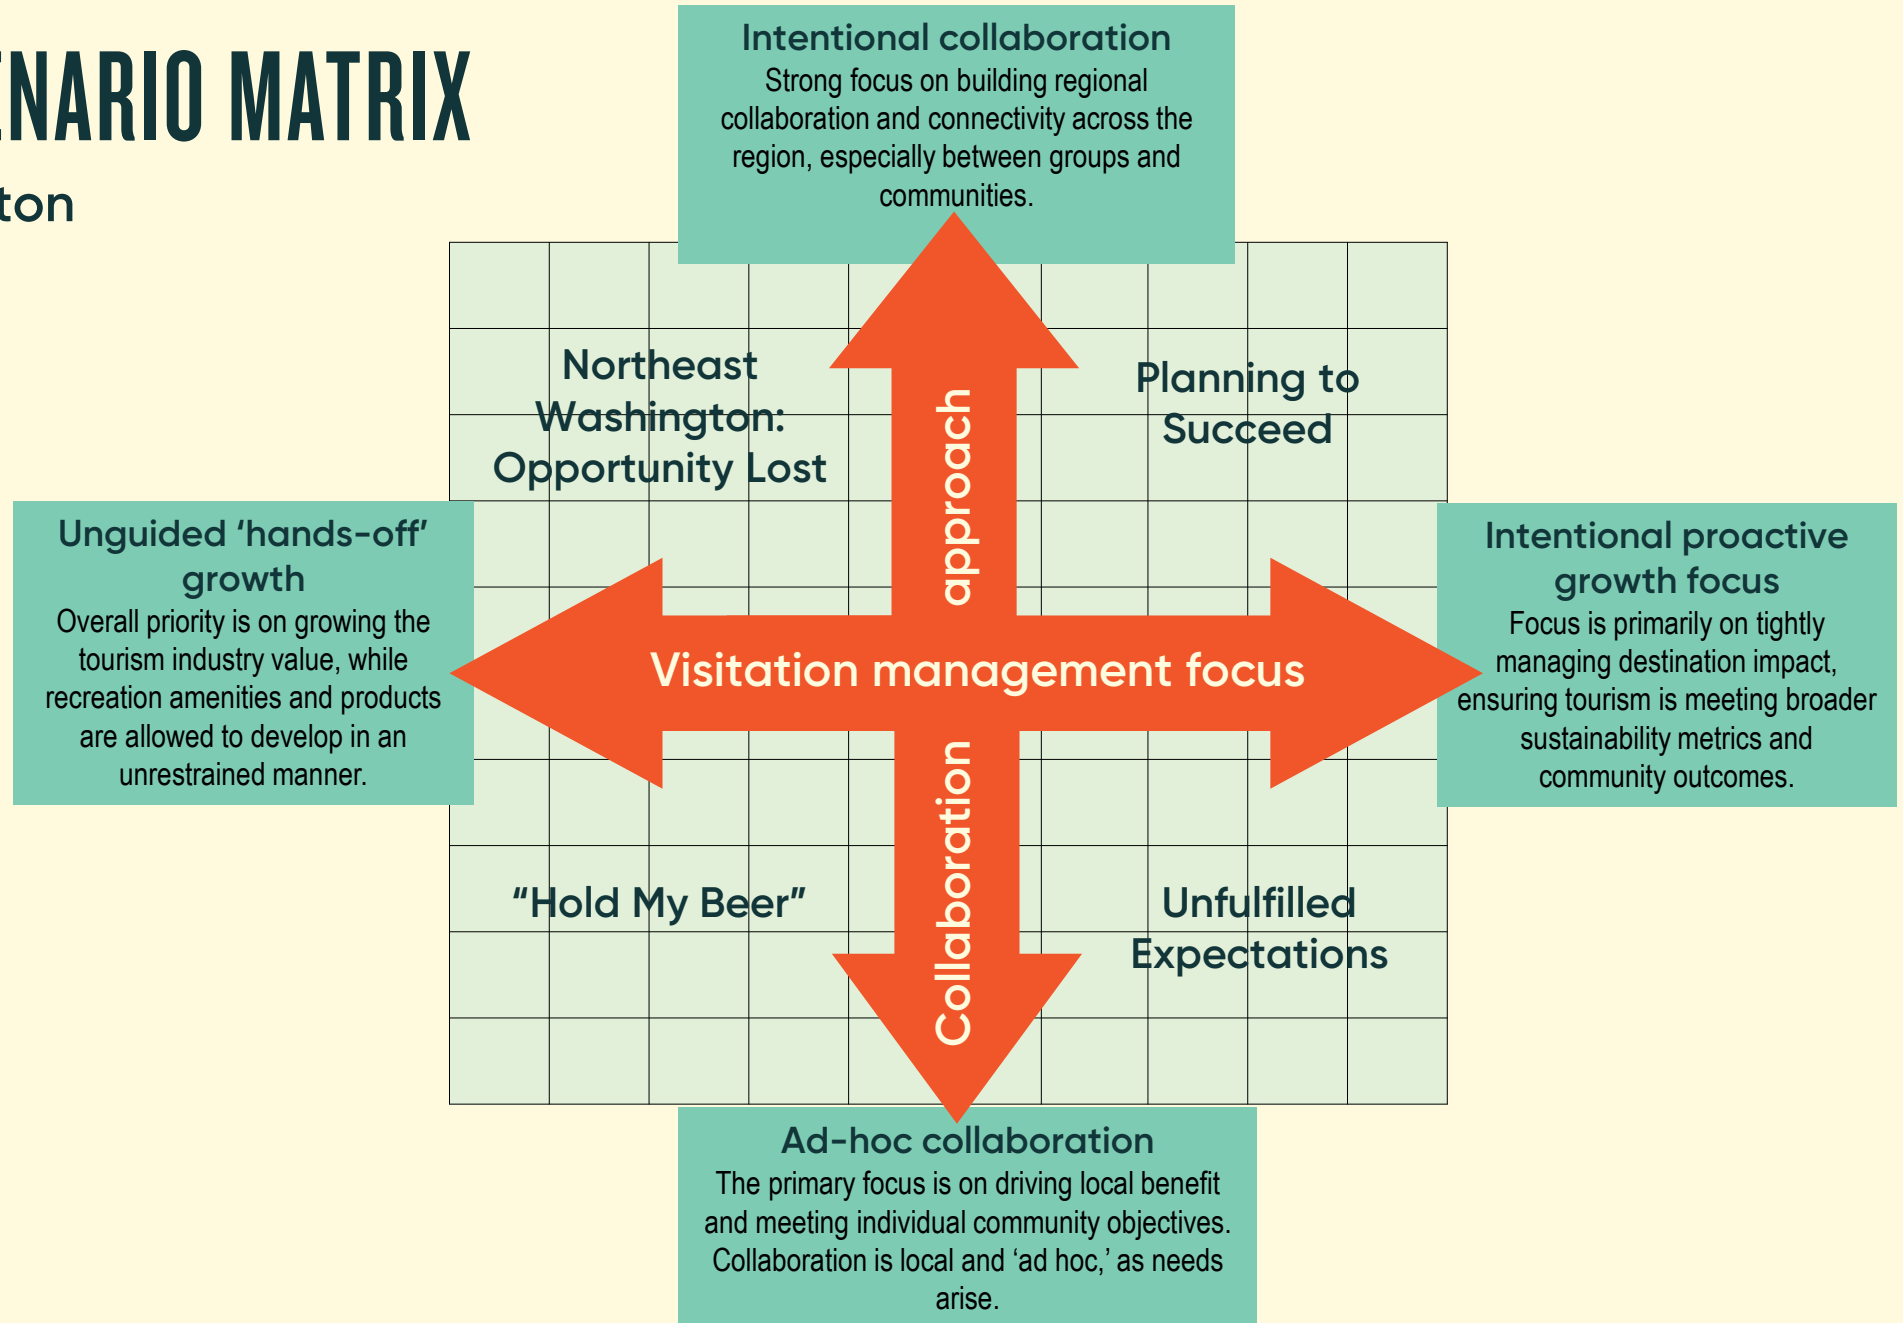 ENARIO MATRIX
ton
Intentional collaboration
Strong focus on building regional
collaboration and connectivity across the
region, especially between groups and
communities.
Northeast
Washington:
Opportunity Lost
Planning to
Succeed
approach
Unguided ‘hands-off’
growth
Overall priority is on growing the
tourism industry value, while
recreation amenities and products
are allowed to develop in an
unrestrained manner.
Visitation management focus
Intentional proactive
growth focus
Focus is primarily on tightly
managing destination impact,
ensuring tourism is meeting broader
sustainability metrics and
community outcomes.
Collaboration
“Hold My Beer”
Unfulfilled
Expectations
Ad-hoc collaboration
The primary focus is on driving local benefit
and meeting individual community objectives.
Collaboration is local and ‘ad hoc,’ as needs
arise.